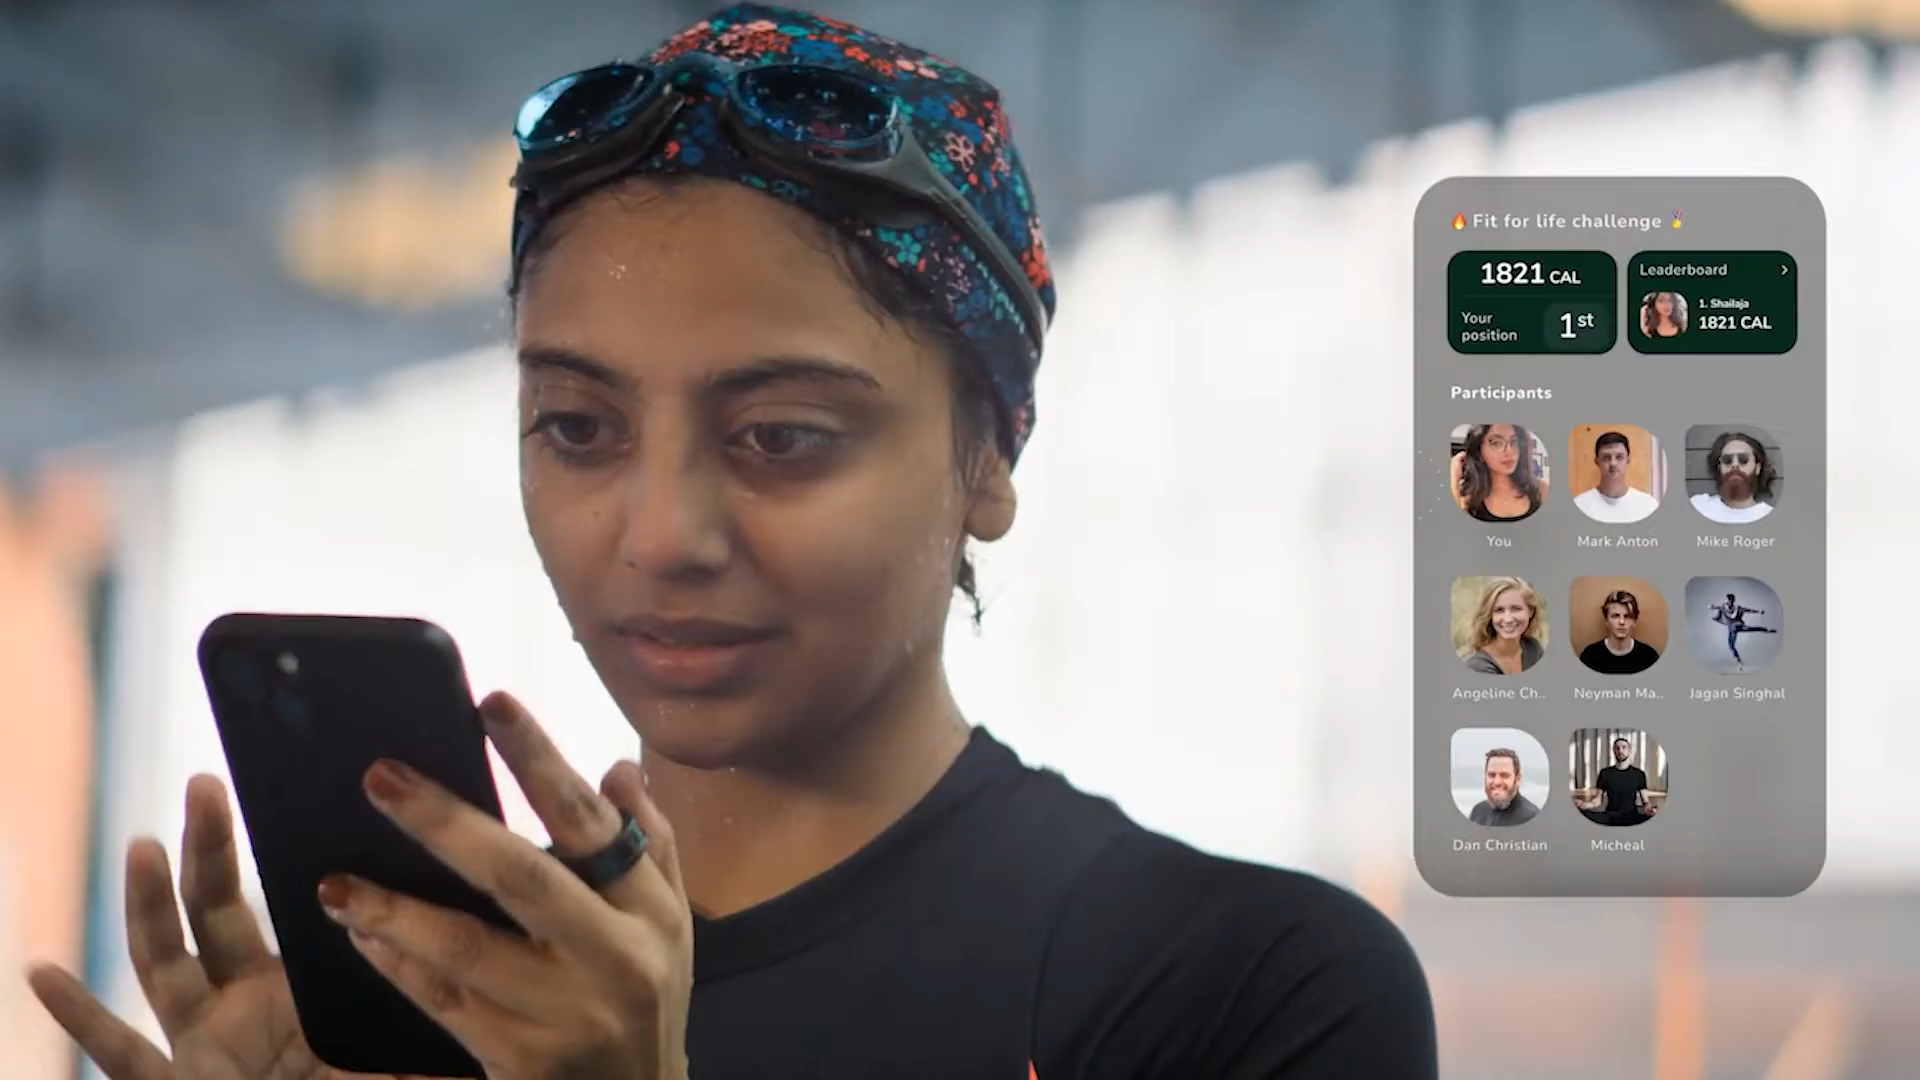 🔥 Fit for life challenge 🏅
1821 CAL
Your
position
1st
Leaderboard >
1. Shailaja
1821 CAL
Participants
You
Mark Anton
Mike Roger
Angeline Ch..
Neyman Ma..
Jagan Singhal
Dan Christian
Micheal